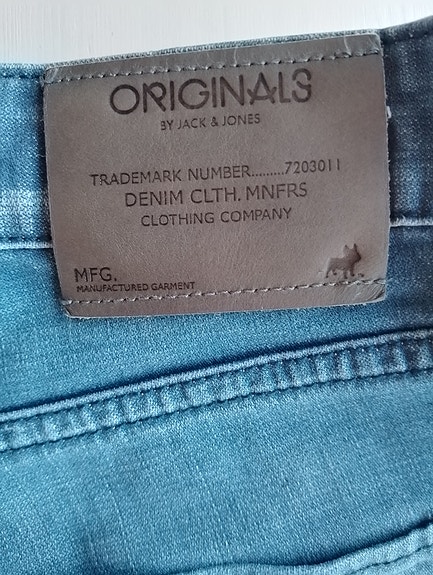 ORIGINALS
BY JACK & JONES
TRADEMARK NUMBER.........7203011
DENIM CLTH. MNFRS
CLOTHING COMPANY
MFG.
MANUFACTURED GARMENT